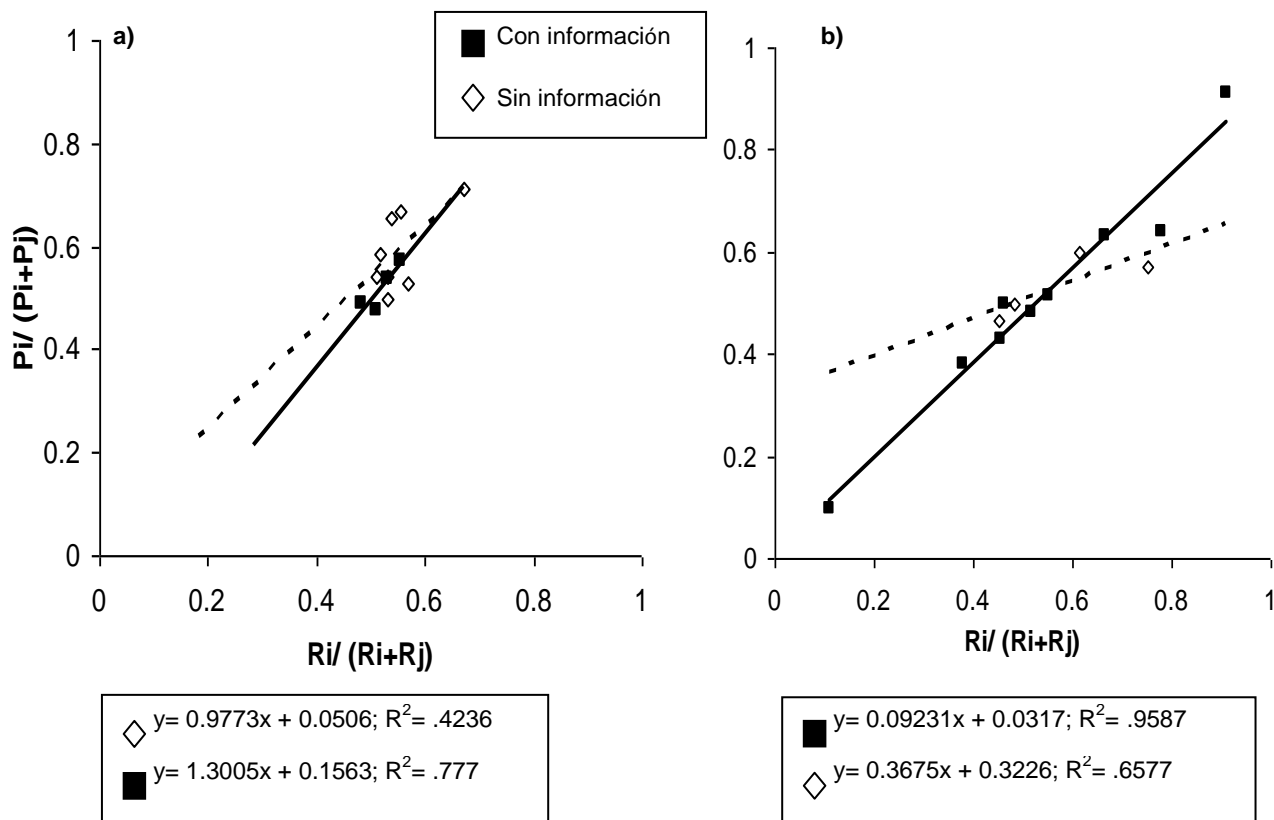 a)
Con información
Sin información
b)
1
0.8
0.6
0.4
0.2
0
Pi/ (Pi+Pj)
0 0.2 0.4 0.6 0.8 1
Ri/ (Ri+Rj)
1
0.8
0.6
0.4
0.2
0
0 0.2 0.4 0.6 0.8 1
Ri/ (Ri+Rj)
y= 0.9773x + 0.0506; R²= .4236
y= 1.3005x + 0.1563; R²= .777
y= 0.09231x + 0.0317; R²= .9587
y= 0.3675x + 0.3226; R²= .6577